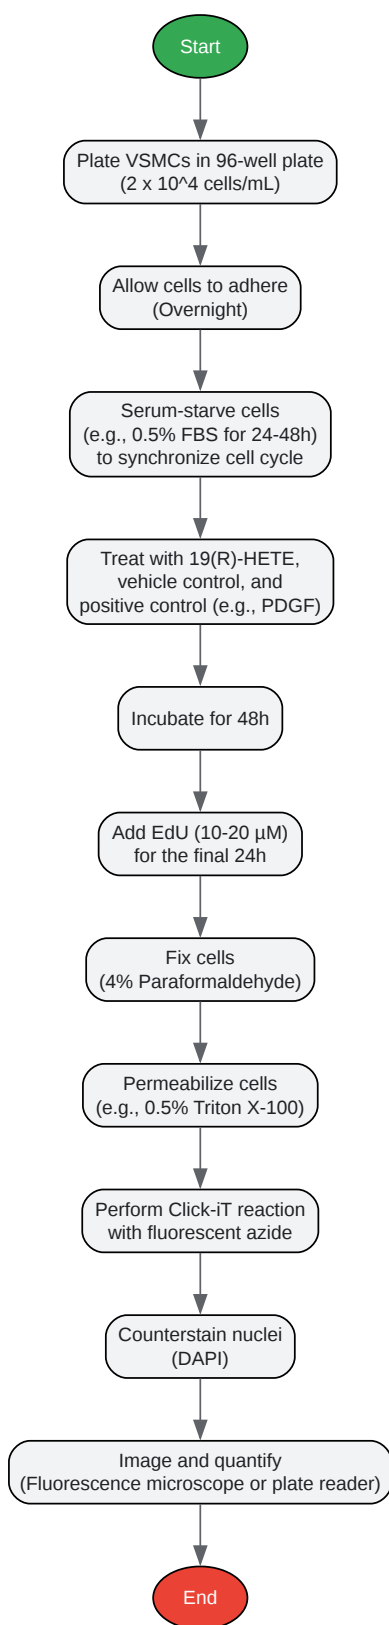 Start
Plate VSMCs in 96-well plate
(2 x 10^4 cells/mL)
Allow cells to adhere
(Overnight)
Serum-starve cells
(e.g., 0.5% FBS for 24-48h)
to synchronize cell cycle
Treat with 19(R)-HETE,
vehicle control, and
positive control (e.g., PDGF)
Incubate for 48h
Add EdU (10-20 µM)
for the final 24h
Fix cells
(4% Paraformaldehyde)
Permeabilize cells
(e.g., 0.5% Triton X-100)
Perform Click-iT reaction
with fluorescent azide
Counterstain nuclei
(DAPI)
Image and quantify
(Fluorescence microscope or plate reader)
End